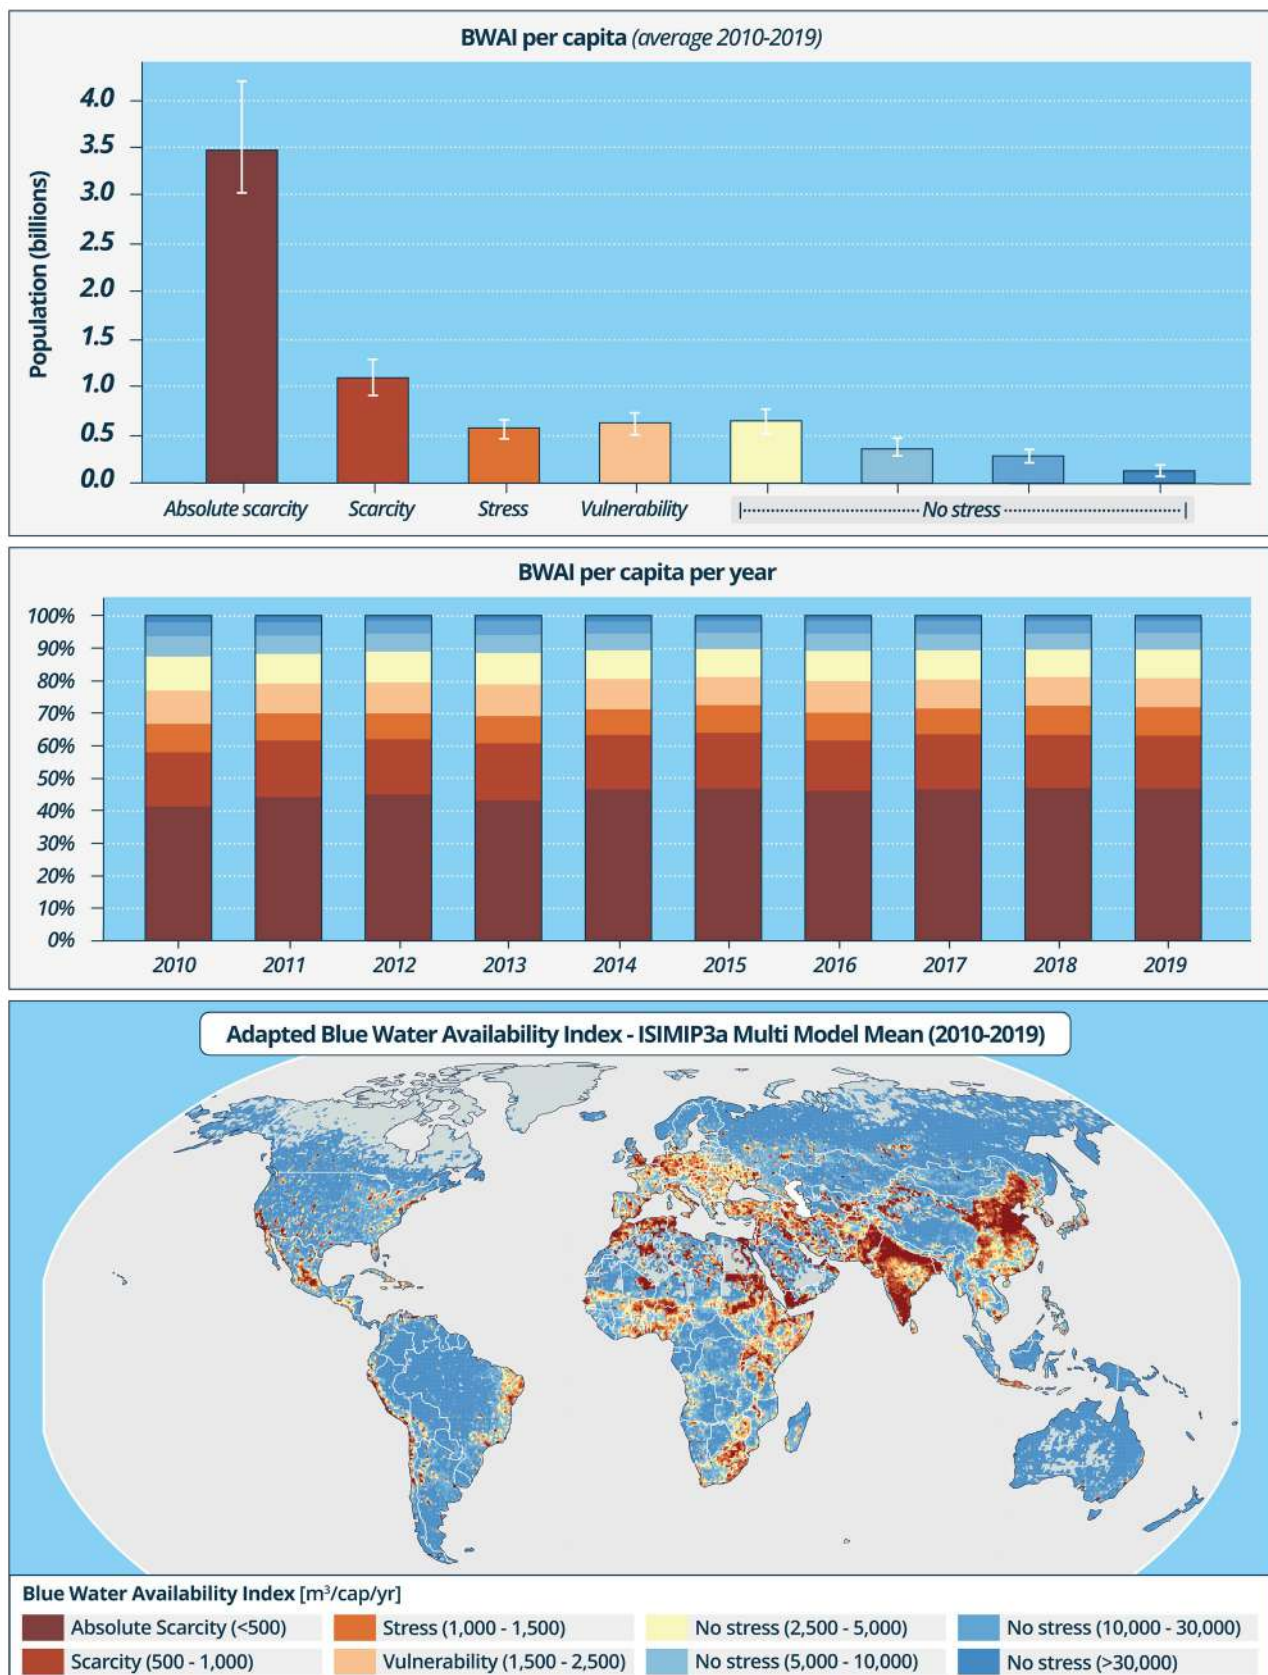 BWAI per capita (average 2010-2019)
Population (billions)
4.0
3.5
3.0
2.5
2.0
1.5
1.0
0.5
0.0
Absolute scarcity Scarcity Stress Vulnerability No stress
BWAI per capita per year
100%
90%
80%
70%
60%
50%
40%
30%
20%
10%
0%
2010 2011 2012 2013 2014 2015 2016 2017 2018 2019
Adapted Blue Water Availability Index - ISIMIP3a Multi Model Mean (2010-2019)
Blue Water Availability Index [m³/cap/yr]
Absolute Scarcity (<500) Stress (1,000 - 1,500) No stress (2,500 - 5,000) No stress (10,000 - 30,000)
Scarcity (500 - 1,000) Vulnerability (1,500 - 2,500) No stress (5,000 - 10,000) No stress (>30,000)